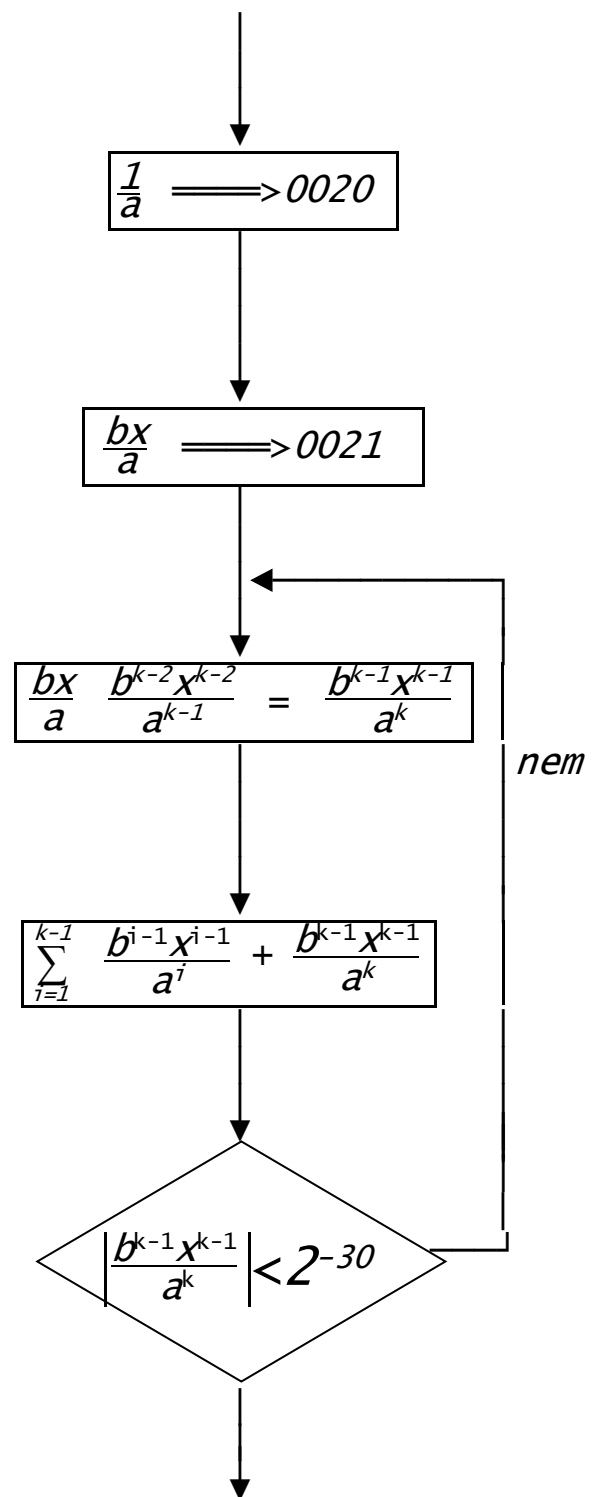 1/a ═════>0020
bx/a ═════>0021
bx/a b^{k-2}x^{k-2}/a^{k-1} = b^{k-1}x^{k-1}/a^k
nem
∑_{i=1}^{k-1} b^{i-1}x^{i-1}/a^i + b^{k-1}x^{k-1}/a^k
|b^{k-1}x^{k-1}/a^k|<2^{-30}